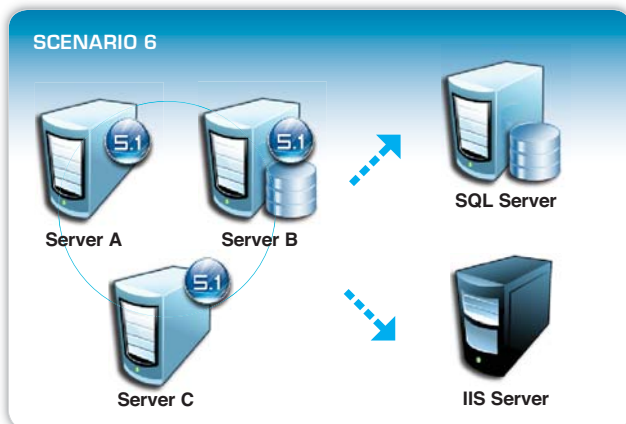 SCENARIO 6
5.1
5.1
SQL Server
Server A
Server B
5.1
Server C
IIS Server